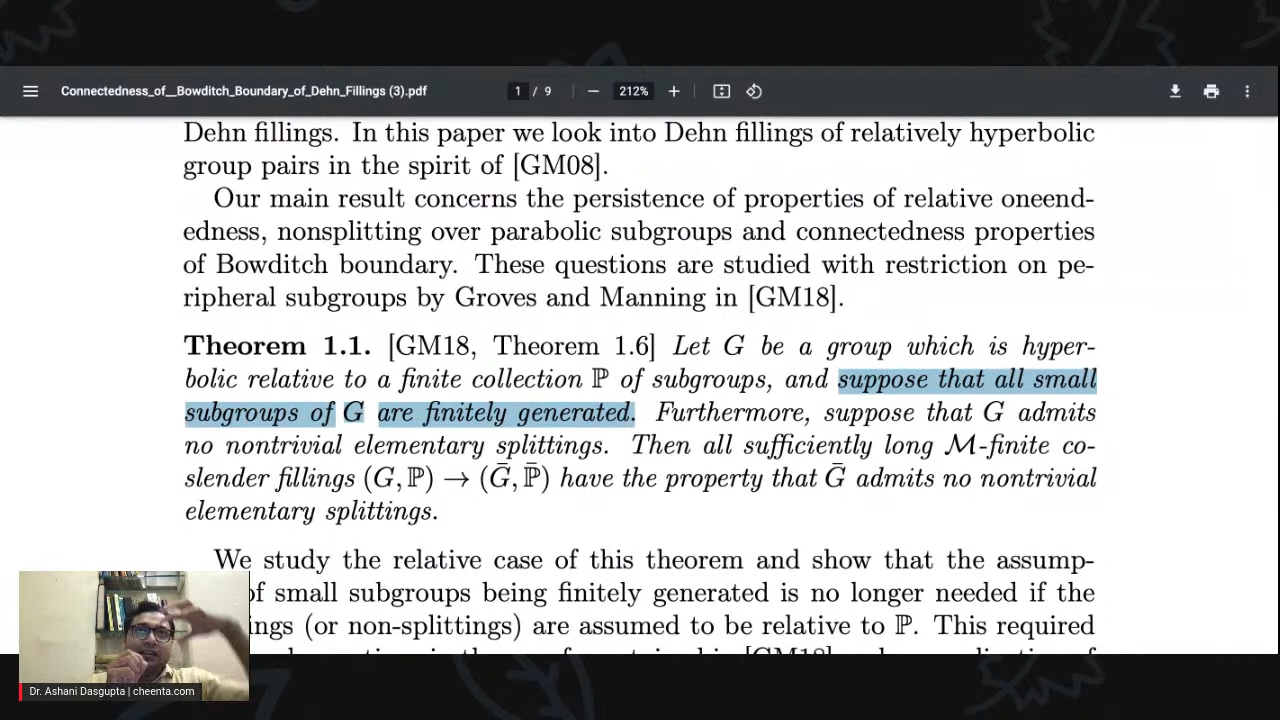 Connectedness_of__Bowditch_Boundary_of_Dehn_Fillings (3).pdf
1 / 9
212%
Dehn fillings. In this paper we look into Dehn fillings of relatively hyperbolic
group pairs in the spirit of [GM08].
Our main result concerns the persistence of properties of relative oneend-
edness, nonsplitting over parabolic subgroups and connectedness properties
of Bowditch boundary. These questions are studied with restriction on pe-
ripheral subgroups by Groves and Manning in [GM18].
Theorem 1.1. [GM18, Theorem 1.6] Let G be a group which is hyper-
bolic relative to a finite collection ℙ of subgroups, and suppose that all small
subgroups of G are finitely generated. Furthermore, suppose that G admits
no nontrivial elementary splittings. Then all sufficiently long ℳ-finite co-
slender fillings (G, ℙ) → (Ḡ, ℙ̄) have the property that Ḡ admits no nontrivial
elementary splittings.
We study the relative case of this theorem and show that the assump-
of small subgroups being finitely generated is no longer needed if the
ings (or non-splittings) are assumed to be relative to ℙ. This required
Dr. Ashani Dasgupta | cheenta.com